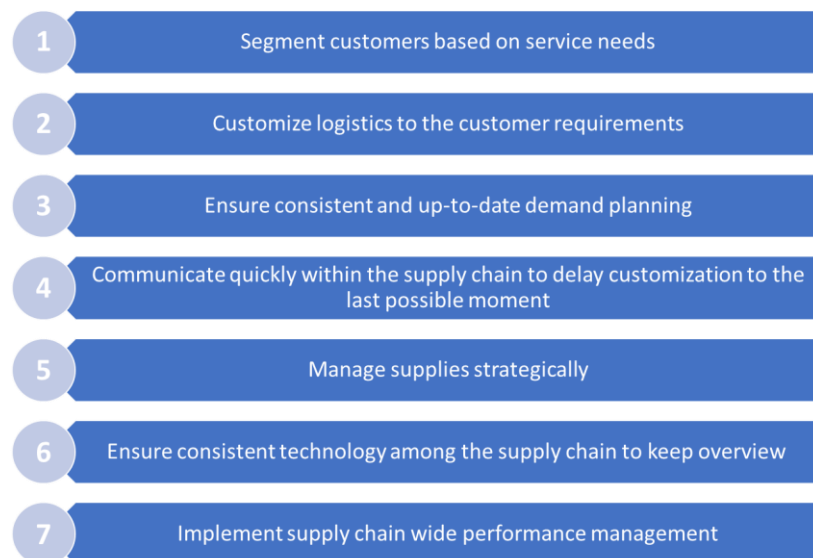 1
Segment customers based on service needs
2
Customize logistics to the customer requirements
3
Ensure consistent and up-to-date demand planning
4
Communicate quickly within the supply chain to delay customization to the
last possible moment
5
Manage supplies strategically
6
Ensure consistent technology among the supply chain to keep overview
7
Implement supply chain wide performance management